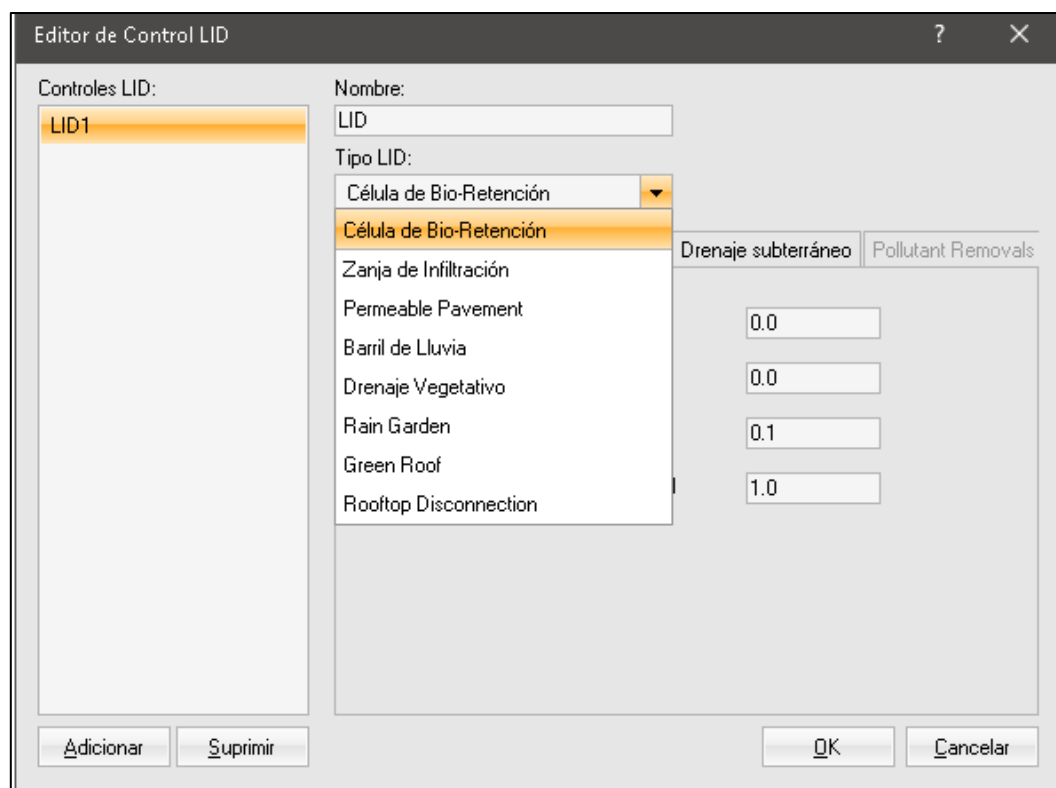 Editor de Control LID
?
Controles LID:
LID1
Nombre:
LID
Tipo LID:
Célula de Bio-Retención
Célula de Bio-Retención
Zanja de Infiltración
Permeable Pavement
Barril de Lluvia
Drenaje Vegetativo
Rain Garden
Green Roof
Rooftop Disconnection
Drenaje subterráneo
Pollutant Removals
0.0
0.0
0.1
1.0
Adicionar
Suprimir
OK
Cancelar